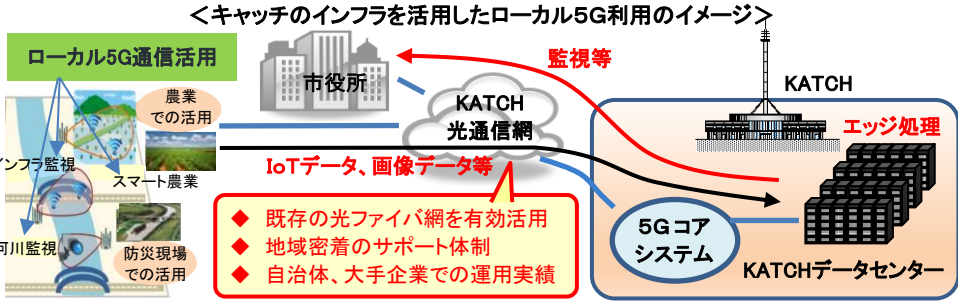 ＜キャッチのインフラを活用したローカル５Ｇ利用のイメージ＞
ローカル5G通信活用
農業
での活用
インフラ監視
スマート農業
河川監視
防災現場
での活用
市役所
KATCH
光通信網
監視等
IoTデータ、画像データ等
◆ 既存の光ファイバ網を有効活用
◆ 地域密着のサポート体制
◆ 自治体、大手企業での運用実績
KATCH
エッジ処理
５Ｇコア
システム
KATCHデータセンター